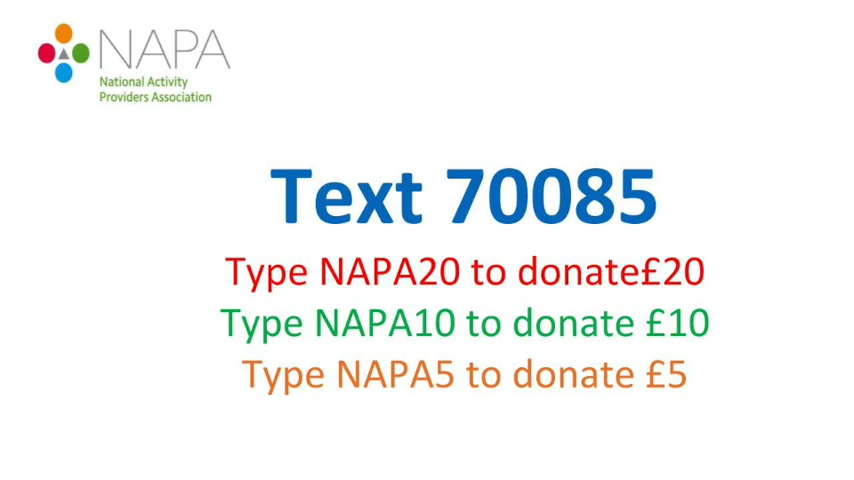 NAPA
National Activity
Providers Association
Text 70085
Type NAPA20 to donate£20
Type NAPA10 to donate £10
Type NAPA5 to donate £5